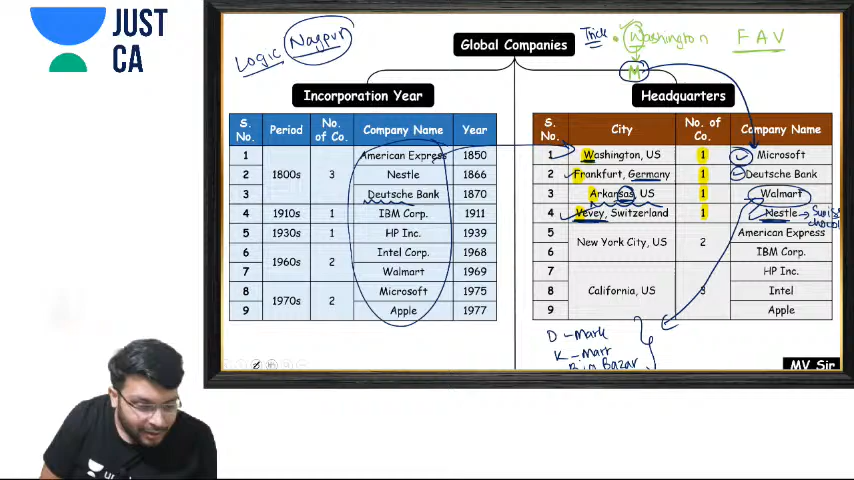 JUST
CA
Logic Nagpur
Global Companies
Trick • Washington F A V
M
Incorporation Year
Headquarters
S. No. Period No. of Co. Company Name Year
1 1800s 3 American Express 1850
2 Nestle 1866
3 Deutsche Bank 1870
4 1910s 1 IBM Corp. 1911
5 1930s 1 HP Inc. 1939
6 1960s 2 Intel Corp. 1968
7 Walmart 1969
8 1970s 2 Microsoft 1975
9 Apple 1977
S. No. City No. of Co. Company Name
1 Washington, US 1 Microsoft
2 Frankfurt, Germany 1 Deutsche Bank
3 Arkansas, US 1 Walmart
4 Vevey, Switzerland 1 Nestle → Swiss
5 New York City, US 2 American Express
6 IBM Corp.
7 California, US 3 HP Inc.
8 Intel
9 Apple
D - Mart
K - Mart
Big Bazar
MV Sir